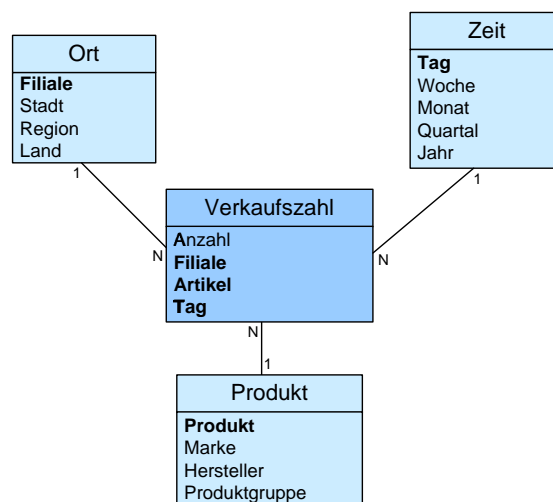 Ort
Filiale
Stadt
Region
Land
1
Zeit
Tag
Woche
Monat
Quartal
Jahr
1
Verkaufszahl
Anzahl
Filiale
Artikel
Tag
N
N
N
1
Produkt
Produkt
Marke
Hersteller
Produktgruppe